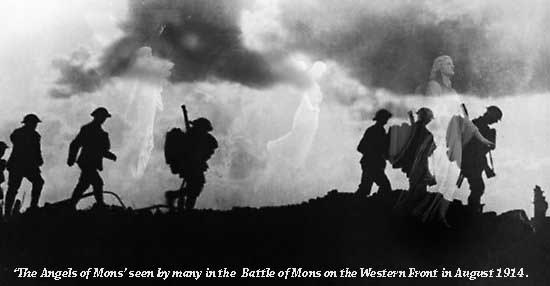 ‘The Angels of Mons’ seen by many in the Battle of Mons on the Western Front in August 1914.